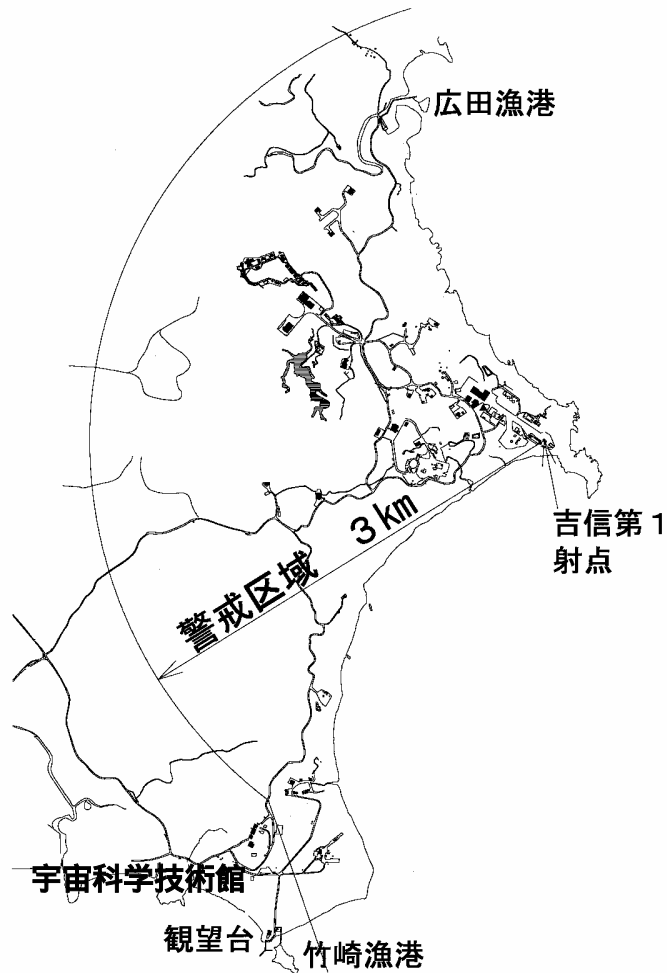 広田漁港
吉信第1
射点
3km
警戒区域
宇宙科学技術館
観望台
竹崎漁港